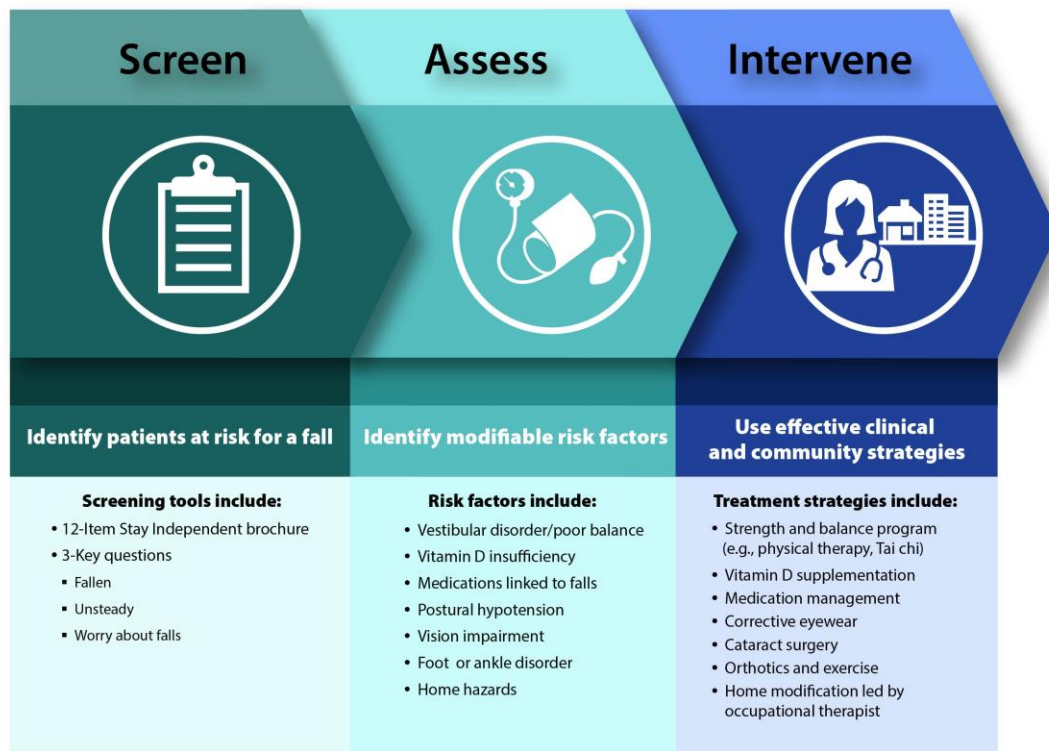 Screen
Identify patients at risk for a fall
Screening tools include:
• 12-Item Stay Independent brochure
• 3-Key questions
▪ Fallen
▪ Unsteady
▪ Worry about falls
Assess
Identify modifiable risk factors
Risk factors include:
• Vestibular disorder/poor balance
• Vitamin D insufficiency
• Medications linked to falls
• Postural hypotension
• Vision impairment
• Foot or ankle disorder
• Home hazards
Intervene
Use effective clinical
and community strategies
Treatment strategies include:
• Strength and balance program
(e.g., physical therapy, Tai chi)
• Vitamin D supplementation
• Medication management
• Corrective eyewear
• Cataract surgery
• Orthotics and exercise
• Home modification led by
occupational therapist